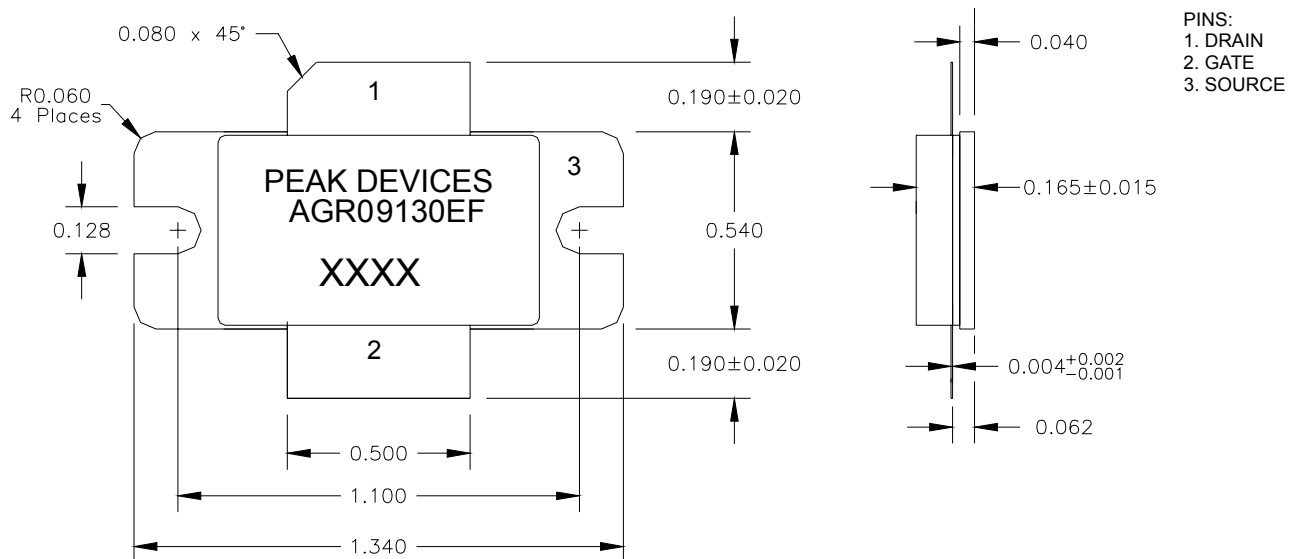 0.080 x 45°
R0.060
4 Places
1
0.190±0.020
3
PEAK DEVICES
AGR09130EF
XXXX
0.128
0.540
2
0.190±0.020
0.500
1.100
1.340
0.040
0.165±0.015
0.004+0.002
-0.001
0.062
PINS:
1. DRAIN
2. GATE
3. SOURCE